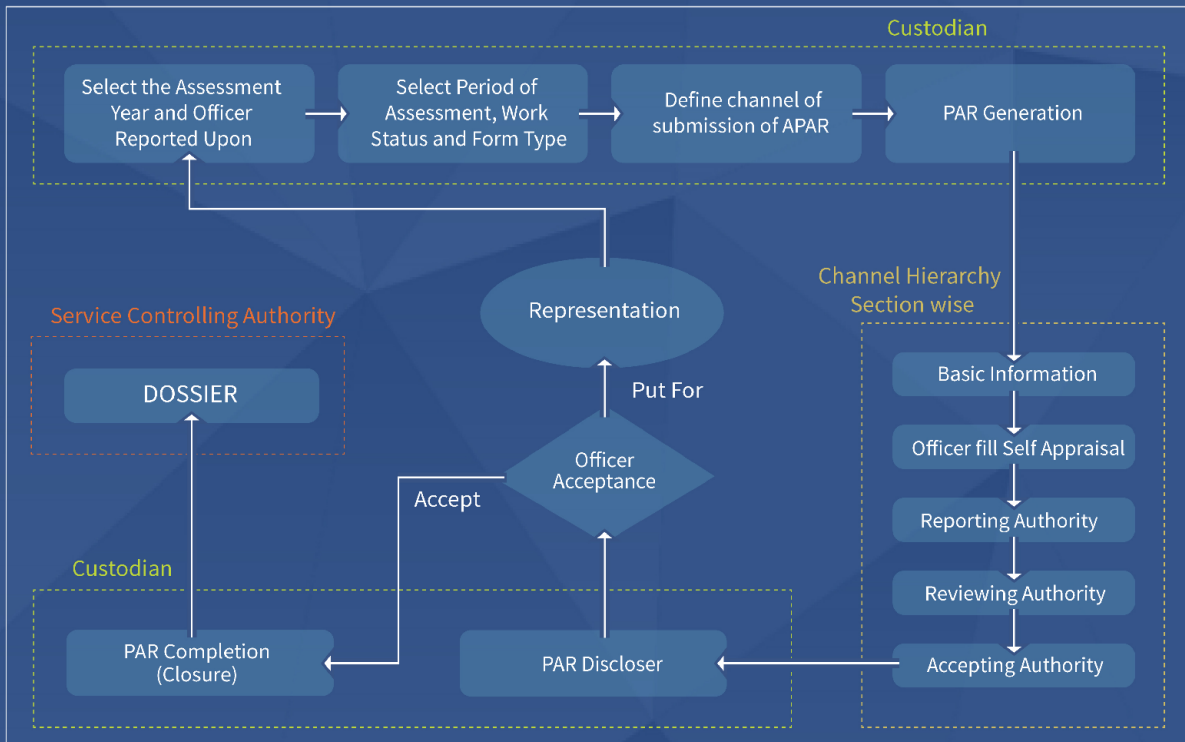 Custodian
Select the Assessment
Year and Officer
Reported Upon
Select Period of
Assessment, Work
Status and Form Type
Define channel of
submission of APAR
PAR Generation
Channel Hierarchy
Section wise
Basic Information
Officer fill Self Appraisal
Reporting Authority
Reviewing Authority
Accepting Authority
Representation
Put For
Officer
Acceptance
Accept
Service Controlling Authority
DOSSIER
Custodian
PAR Completion
(Closure)
PAR Discloser